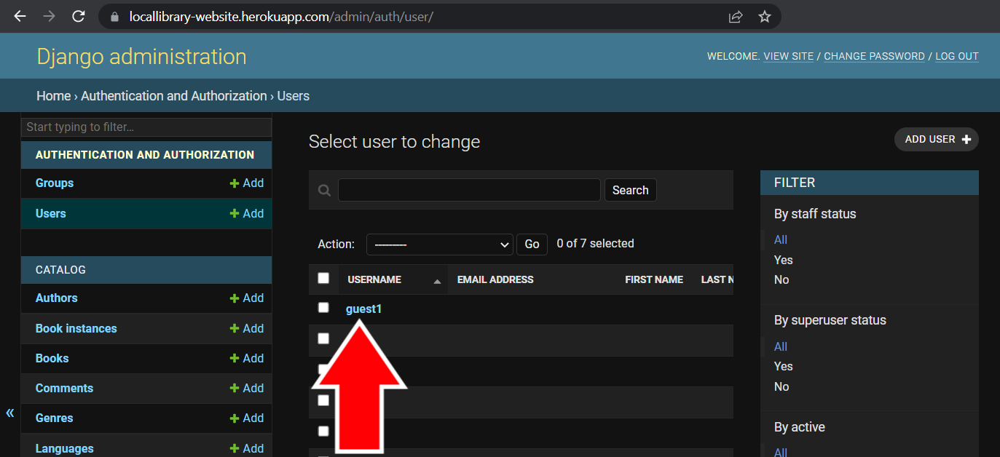 locallibrary-website.herokuapp.com/admin/auth/user/
Django administration
WELCOME. VIEW SITE / CHANGE PASSWORD / LOG OUT
Home › Authentication and Authorization › Users
Start typing to filter...
AUTHENTICATION AND AUTHORIZATION
Groups + Add
Users + Add
CATALOG
Authors + Add
Book instances + Add
Books + Add
Comments + Add
Genres + Add
Languages + Add
«
Select user to change
ADD USER +
Search
Action: --------- Go 0 of 7 selected
USERNAME EMAIL ADDRESS FIRST NAME LAST N
guest1
FILTER
By staff status
All
Yes
No
By superuser status
All
Yes
No
By active
All